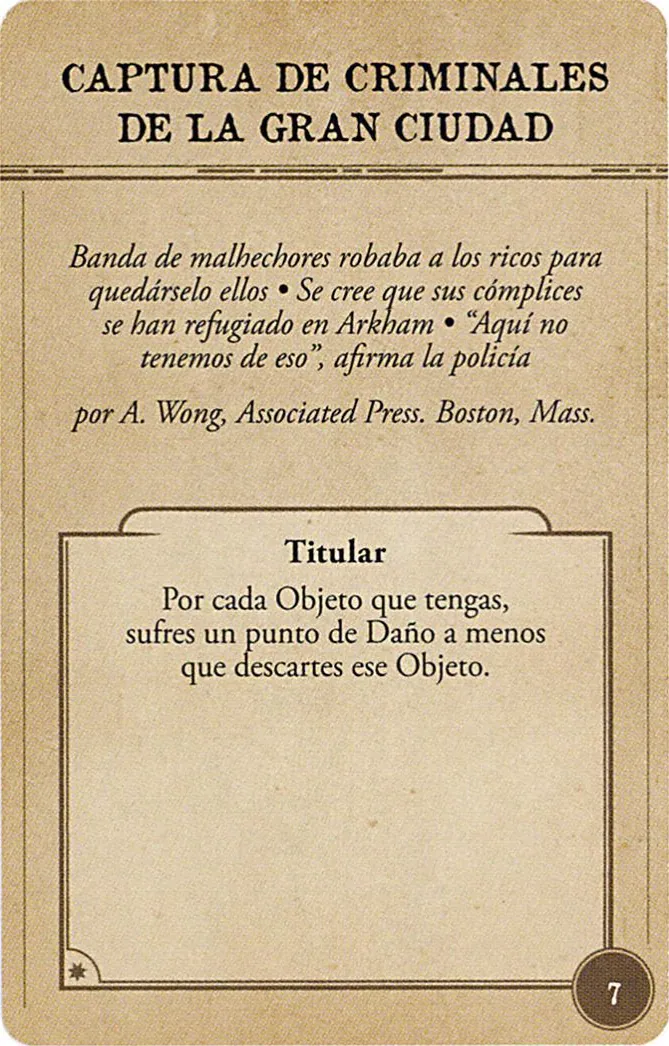 CAPTURA DE CRIMINALES
DE LA GRAN CIUDAD
Banda de malhechores robaba a los ricos para
quedárselo ellos • Se cree que sus cómplices
se han refugiado en Arkham • “Aquí no
tenemos de eso”, afirma la policía
por A. Wong, Associated Press. Boston, Mass.
Titular
Por cada Objeto que tengas,
sufres un punto de Daño a menos
que descartes ese Objeto.
7